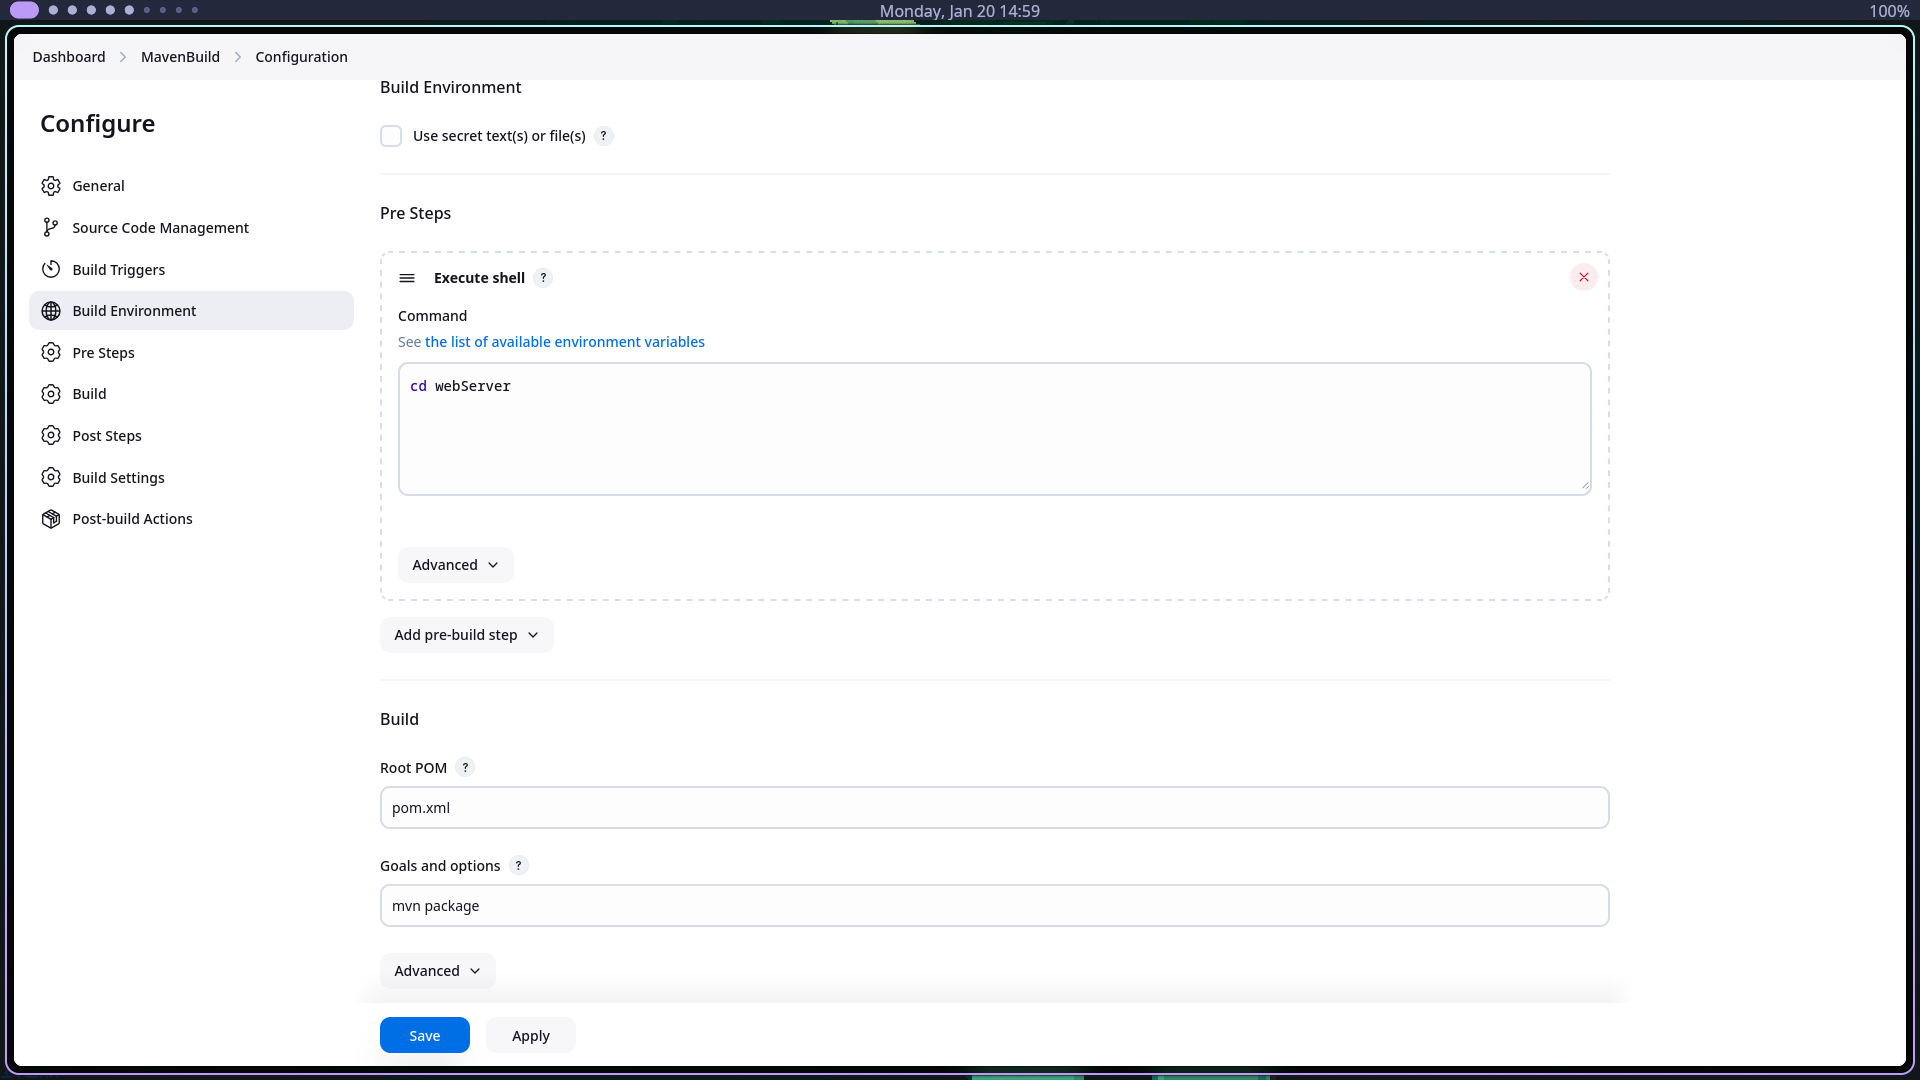 Monday, Jan 20 14:59
100%
Dashboard
MavenBuild
Configuration
Configure
General
Source Code Management
Build Triggers
Build Environment
Pre Steps
Build
Post Steps
Build Settings
Post-build Actions
Build Environment
Use secret text(s) or file(s) ?
Pre Steps
Execute shell ?
Command
See the list of available environment variables
cd webServer
Advanced
Add pre-build step
Build
Root POM ?
pom.xml
Goals and options ?
mvn package
Advanced
Save
Apply